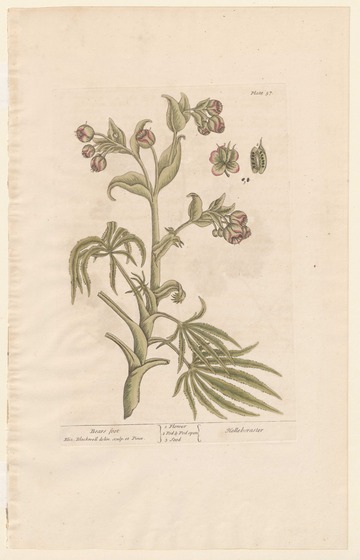 Plate 57.
Bears foot
Eliz. Blackwell delin. sculp. et Pinx.
1 Flower
2 Pod & Pod open
3 Seed
Helleboraster